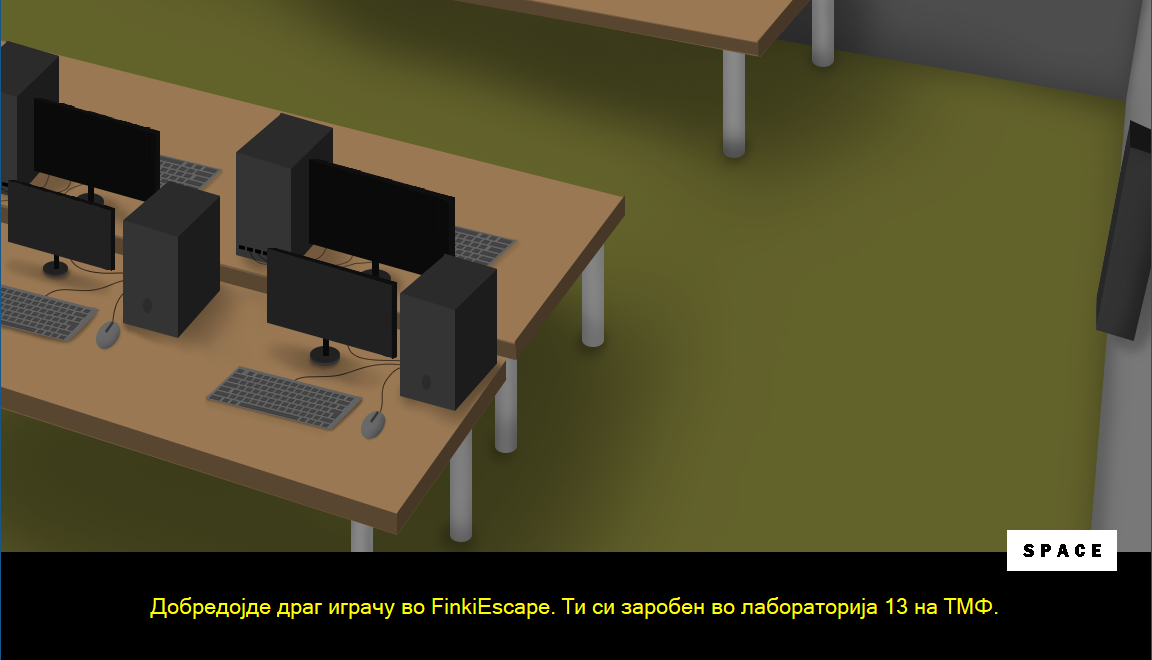 SPACE
Добредојде драг играчу во FinkiEscape. Ти си заробен во лабораторија 13 на ТМФ.